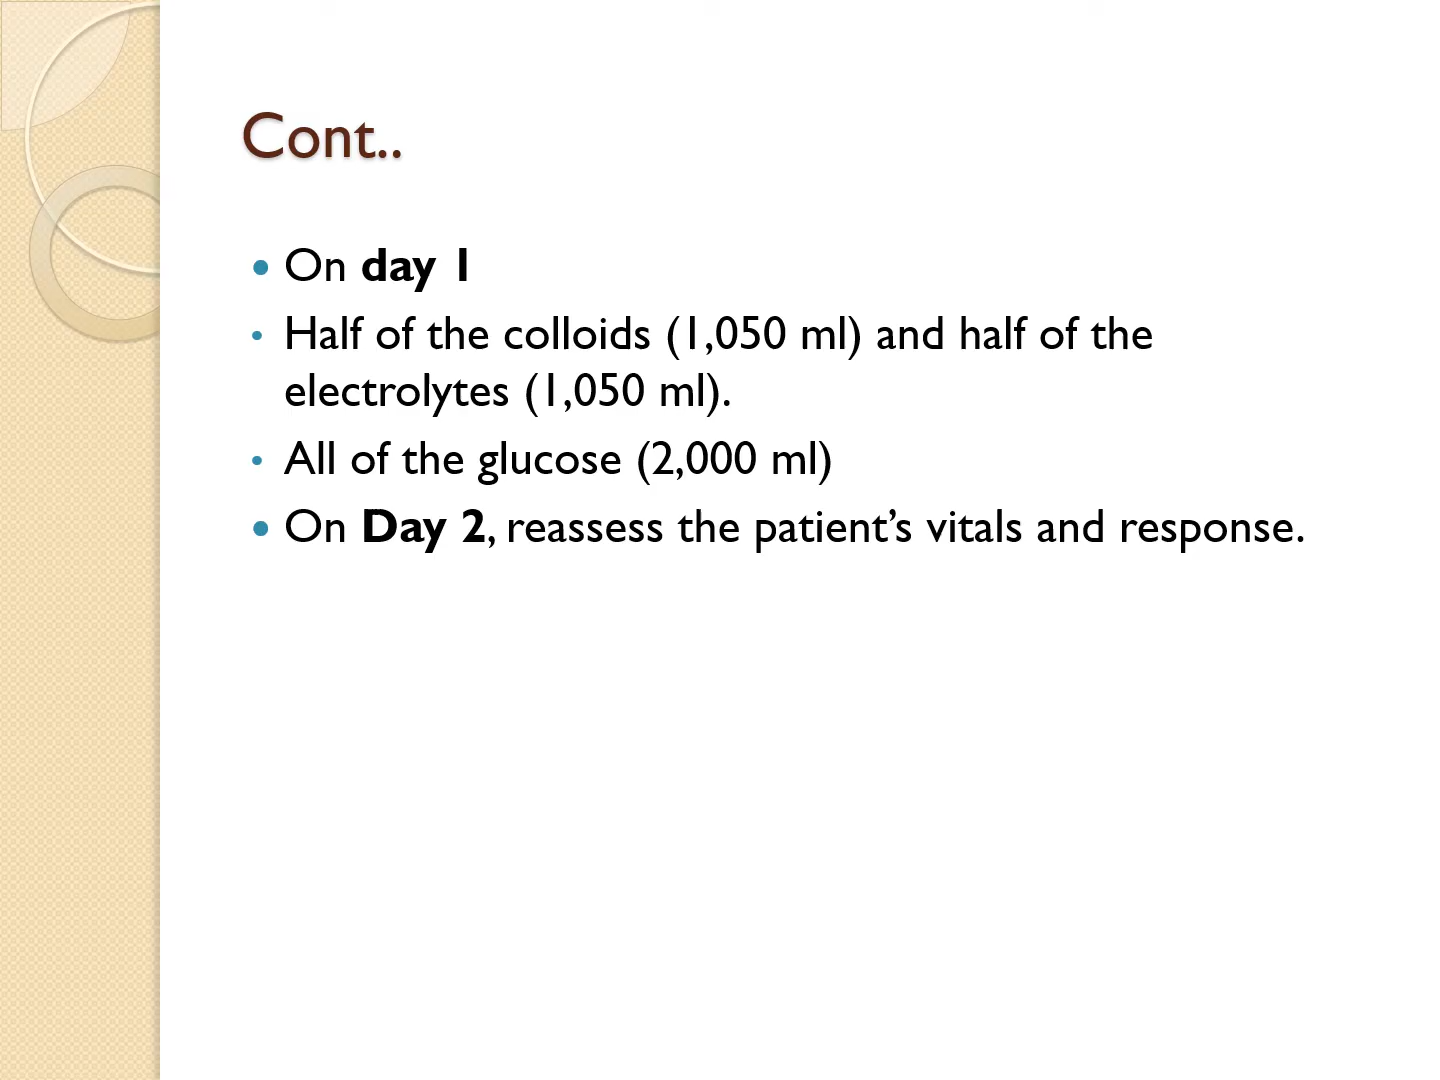 Cont..
• On day 1
• Half of the colloids (1,050 ml) and half of the
electrolytes (1,050 ml).
• All of the glucose (2,000 ml)
• On Day 2, reassess the patient’s vitals and response.